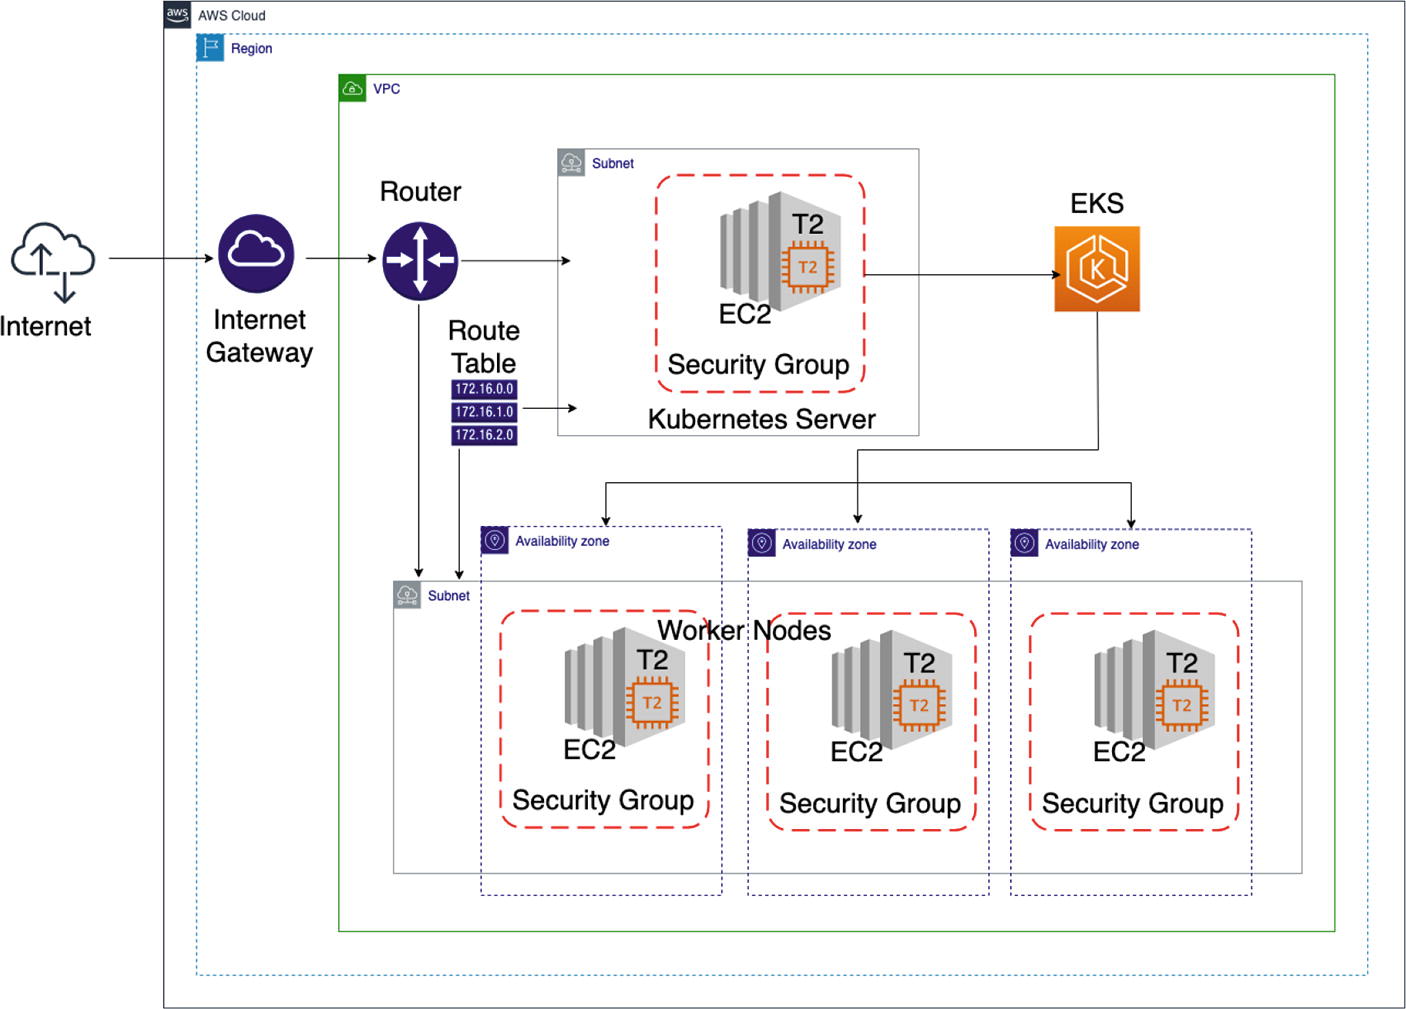 aws
AWS Cloud
Region
VPC
Subnet
Router
T2
T2
EC2
Security Group
Kubernetes Server
EKS
K
Internet
Internet
Gateway
Route
Table
172.16.0.0
172.16.1.0
172.16.2.0
Availability zone
Availability zone
Availability zone
Subnet
Worker Nodes
T2
T2
EC2
Security Group
T2
T2
EC2
Security Group
T2
T2
EC2
Security Group